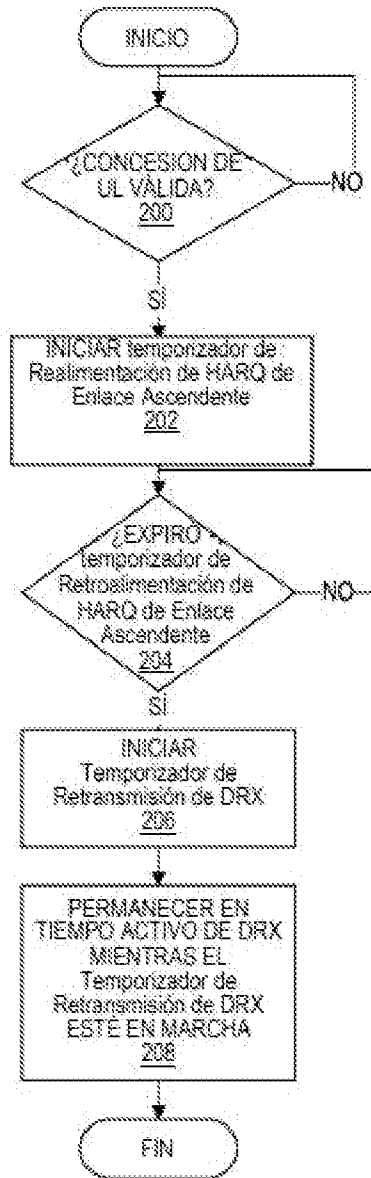 INICIO
¿CONCESION DE
UL VÁLIDA?
200
NO
SÍ
INICIAR temporizador de
Realimentación de HARQ de
Enlace Ascendente
202
¿EXPIRO
temporizador de
Retroalimentación de
HARQ de Enlace
Ascendente
204
NO
SÍ
INICIAR
Temporizador de
Retransmisión de DRX
206
PERMANECER EN
TIEMPO ACTIVO DE DRX
MIENTRAS EL
Temporizador de
Retransmisión de DRX
ESTÉ EN MARCHA
208
FIN